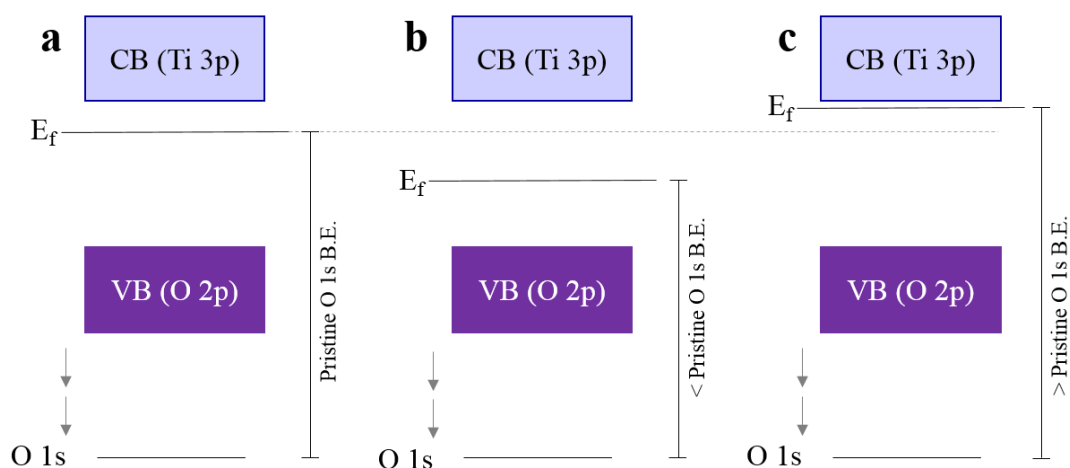 a
b
c
CB (Ti 3p)
CB (Ti 3p)
CB (Ti 3p)
Ef
Ef
Ef
Pristine O 1s B.E.
< Pristine O 1s B.E.
> Pristine O 1s B.E.
VB (O 2p)
VB (O 2p)
VB (O 2p)
O 1s
O 1s
O 1s